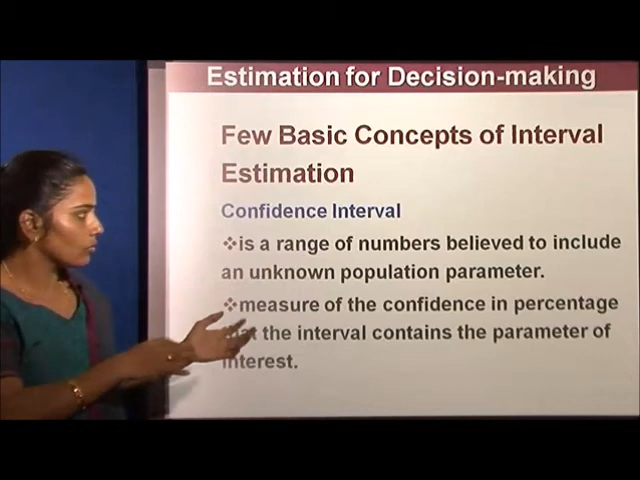 Estimation for Decision-making
Few Basic Concepts of Interval
Estimation
Confidence Interval
❖is a range of numbers believed to include
an unknown population parameter.
❖measure of the confidence in percentage
that the interval contains the parameter of
interest.